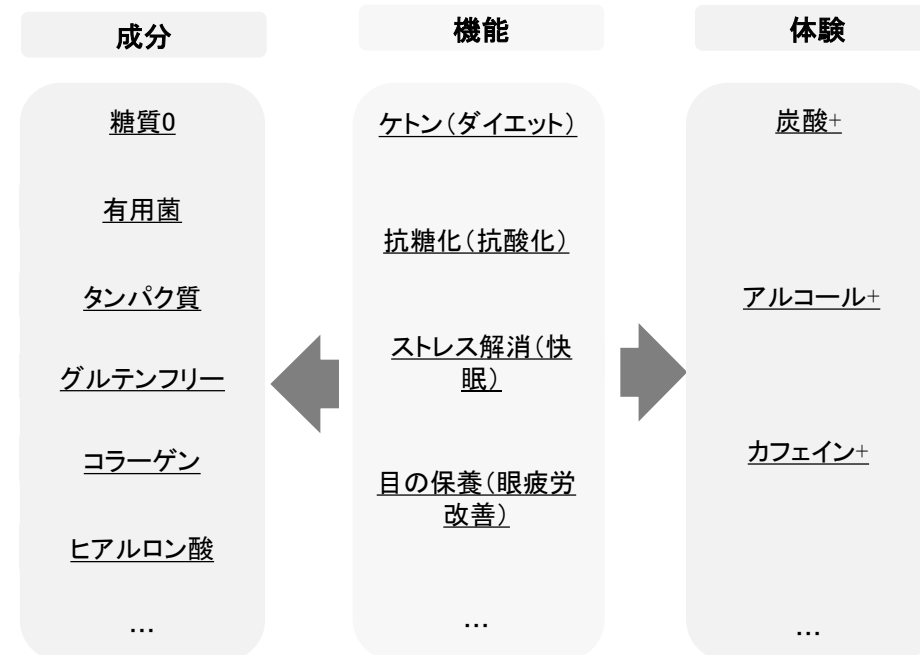 成分
糖質0
有用菌
タンパク質
グルテンフリー
コラーゲン
ヒアルロン酸
…
機能
ケトン（ダイエット）
抗糖化（抗酸化）
ストレス解消（快
眠）
目の保養（眼疲労
改善）
…
体験
炭酸+
アルコール+
カフェイン+
…